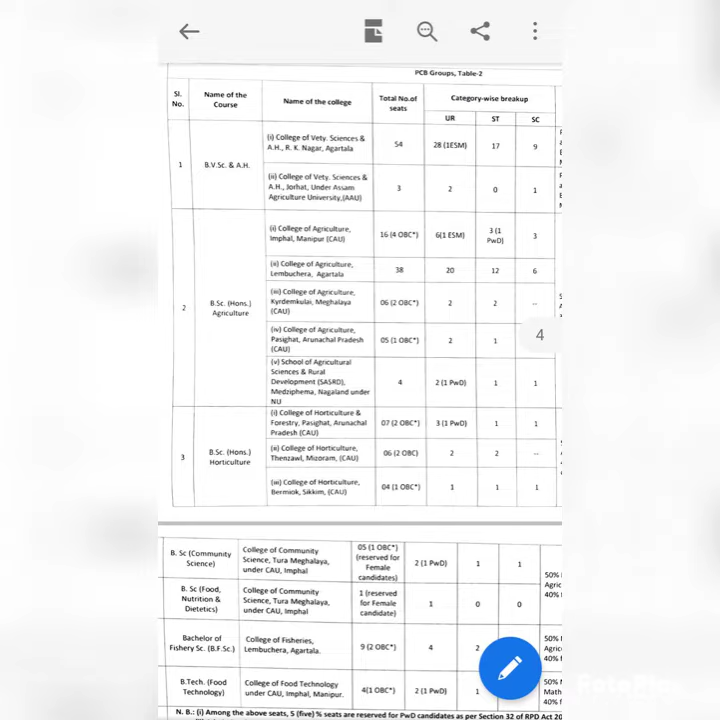 PCB Groups, Table-2
Sl. No.
Name of the Course
Name of the college
Total No.of seats
Category-wise breakup
UR
ST
SC
1
B.V.Sc. & A.H.
(i) College of Vety. Sciences &
A.H., R. K. Nagar, Agartala
54
28 (1ESM)
17
9
(ii) College of Vety. Sciences &
A.H., Jorhat, Under Assam
Agriculture University,(AAU)
3
2
0
1
2
B.Sc. (Hons.)
Agriculture
(i) College of Agriculture,
Imphal, Manipur (CAU)
16 (4 OBC*)
6(1 ESM)
3 (1
PwD)
3
(ii) College of Agriculture,
Lembuchera, Agartala
38
20
12
6
(iii) College of Agriculture,
Kyrdemkulai, Meghalaya
(CAU)
06 (2 OBC*)
2
2
--
(iv) College of Agriculture,
Pasighat, Arunachal Pradesh
(CAU)
05 (1 OBC*)
2
1
4
(v) School of Agricultural
Sciences & Rural
Development (SASRD),
Medziphema, Nagaland under
NU
4
2 (1 PwD)
1
1
3
B.Sc. (Hons.)
Horticulture
(i) College of Horticulture &
Forestry, Pasighat, Arunachal
Pradesh (CAU)
07 (2 OBC*)
3 (1 PwD)
1
1
(ii) College of Horticulture,
Thenzawl, Mizoram, (CAU)
06 (2 OBC)
2
2
--
(iii) College of Horticulture,
Bermiok, Sikkim, (CAU)
04 (1 OBC*)
1
1
1
B. Sc (Community
Science)
College of Community
Science, Tura Meghalaya,
under CAU, Imphal
05 (1 OBC*)
(reserved for
Female
candidates)
2 (1 PwD)
1
1
50%
Agric
40%
B. Sc (Food,
Nutrition &
Dietetics)
College of Community
Science, Tura Meghalaya,
under CAU, Imphal
1 (reserved
for Female
candidate)
1
0
0
Bachelor of
Fishery Sc. (B.F.Sc.)
College of Fisheries,
Lembuchera, Agartala.
9 (2 OBC*)
4
2
50%
Agric
40%
B.Tech. (Food
Technology)
College of Food Technology
under CAU, Imphal, Manipur.
4(1 OBC*)
2 (1 PwD)
1
50%
Math
40%
N. B.: (i) Among the above seats, 5 (five) % seats are reserved for PwD candidates as per Section 32 of RPD Act 20